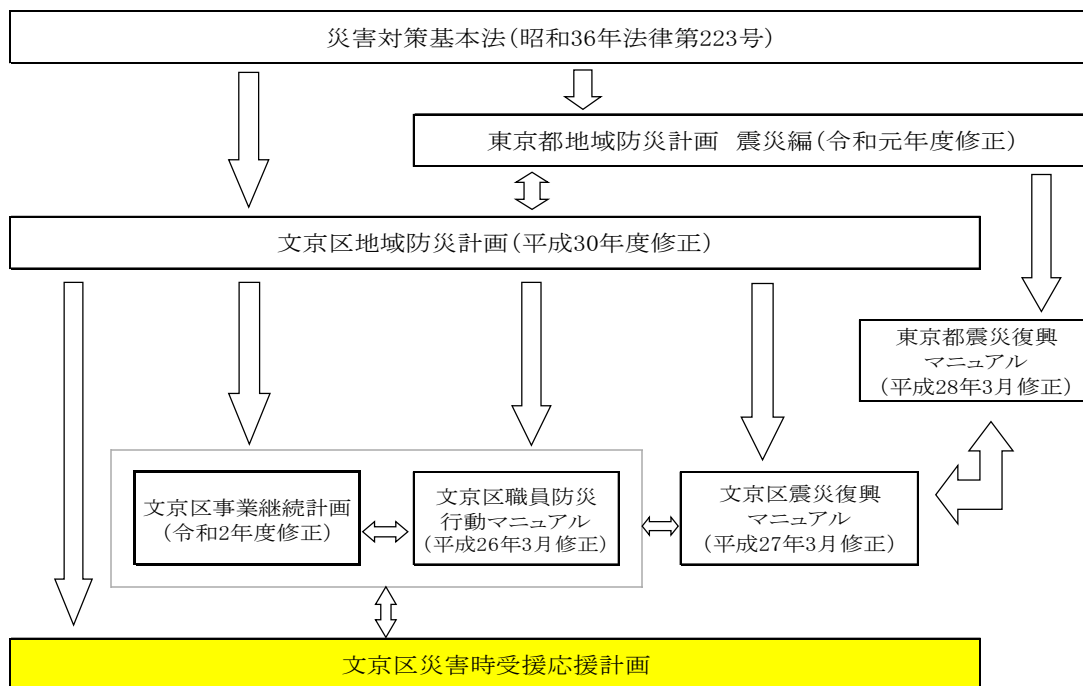 災害対策基本法(昭和36年法律第223号)
東京都地域防災計画　震災編(令和元年度修正)
文京区地域防災計画(平成30年度修正)
東京都震災復興
マニュアル
(平成28年3月修正)
文京区事業継続計画
(令和2年度修正)
文京区職員防災
行動マニュアル
(平成26年3月修正)
文京区震災復興
マニュアル
(平成27年3月修正)
文京区災害時受援応援計画